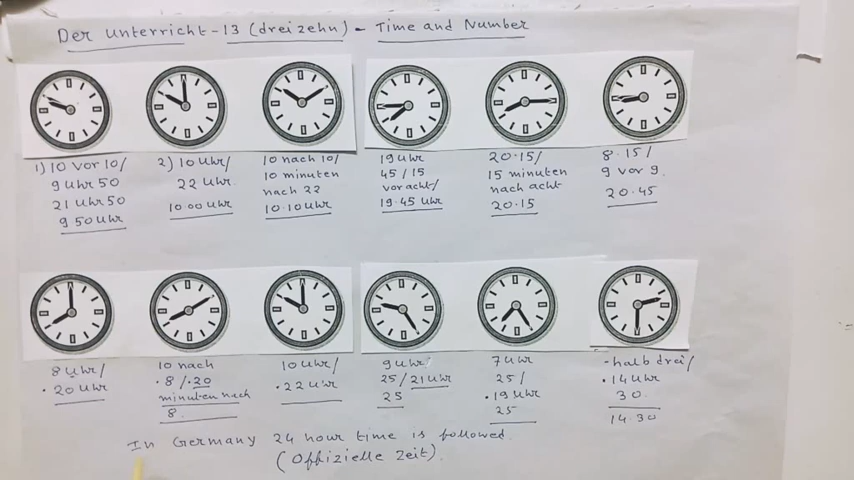 Der Unterricht-13 (dreizehn) - Time and Number
1) 10 vor 10/
9 Uhr 50
21 Uhr 50
9 50 Uhr
2) 10 Uhr/
22 Uhr
10.00 Uhr
10 nach 10/
10 minuten
nach 22
10.10 Uhr
19 Uhr
45 / 15
vor acht/
19.45 Uhr
20.15/
15 minuten
nach acht
20.15
8.15/
9 vor 9.
20.45
8 Uhr/
.20 Uhr
10 nach
.8/.20
minuten nach
8.
10 Uhr/
.22 Uhr
9 Uhr/
25/21 Uhr
25
7 Uhr
25/
.19 Uhr
25
-halb drei/
.14 Uhr
30.
14.30
In Germany 24 hour time is followed.
(Offizielle Zeit).